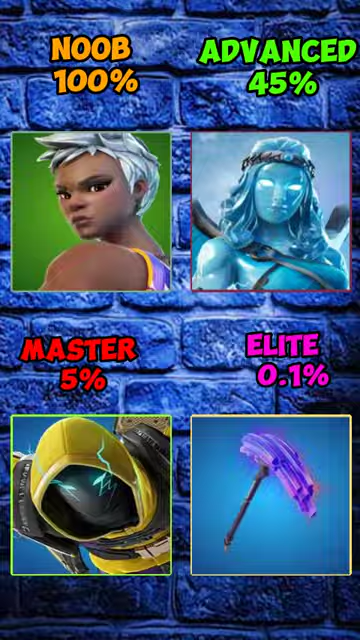 NOOB
100%
ADVANCED
45%
MASTER
5%
ELITE
0.1%